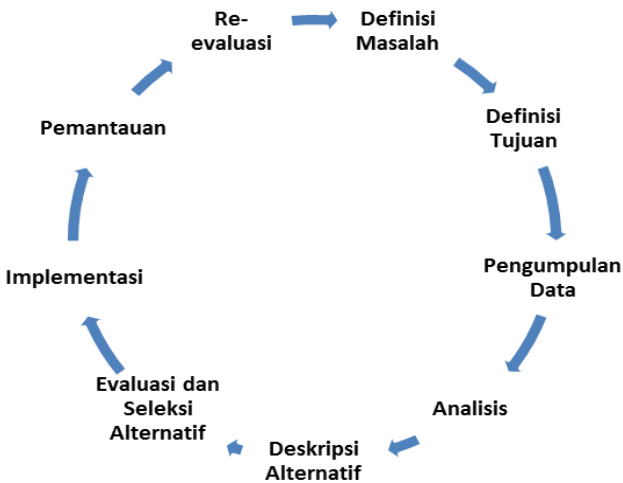 Re-
evaluasi
Definisi
Masalah
Definisi
Tujuan
Pengumpulan
Data
Analisis
Deskripsi
Alternatif
Evaluasi dan
Seleksi
Alternatif
Implementasi
Pemantauan